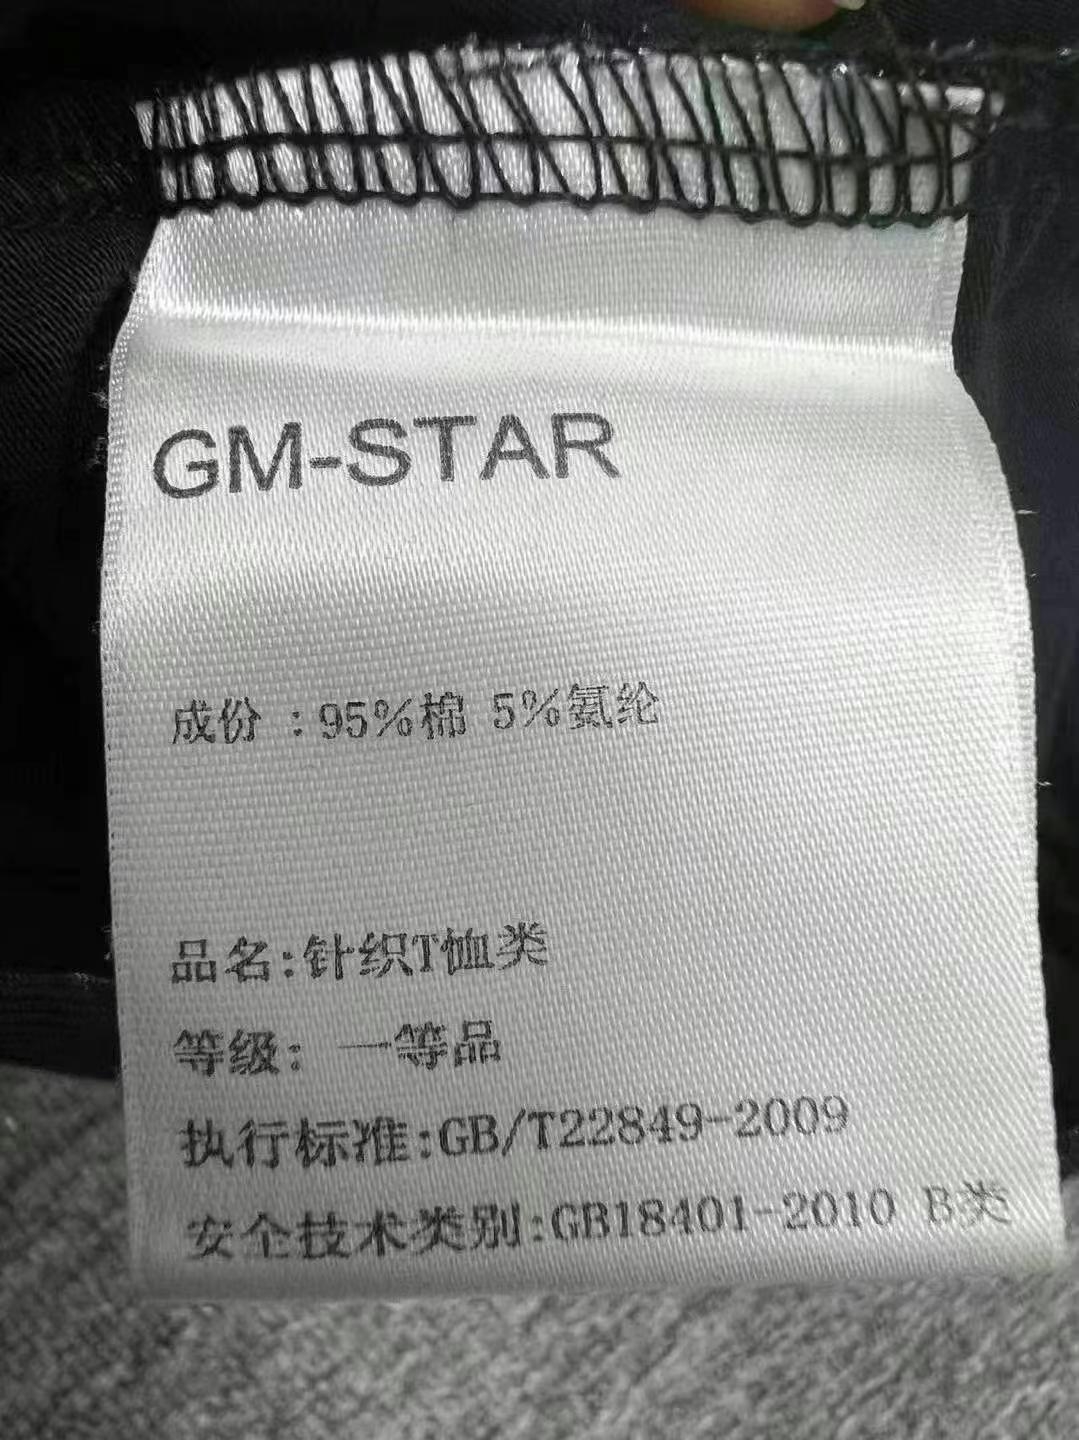 GM-STAR
成份 :95%棉 5%氨纶
品名:针织T恤类
等级: 一等品
执行标准:GB/T22849-2009
安全技术类别:GB18401-2010 B类